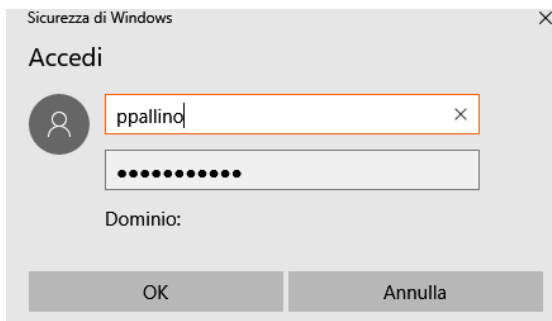 Sicurezza di Windows
Accedi
ppallino
●●●●●●●●●●●
Dominio:
OK Annulla